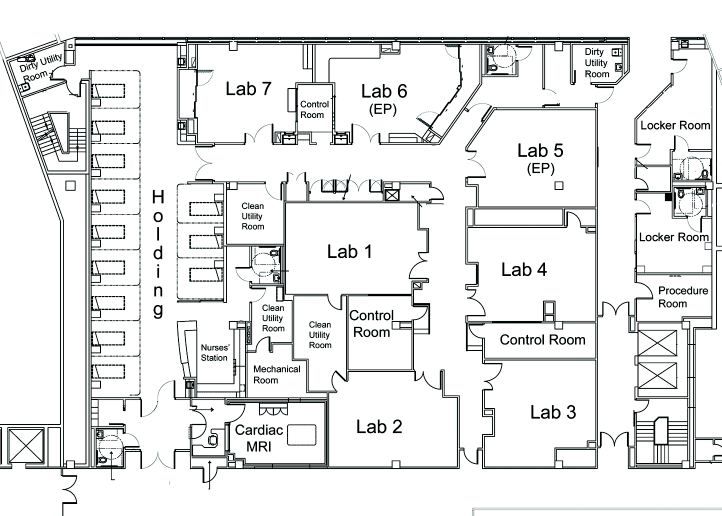 Dirty Utility
Room
Lab 7
Lab 6
(EP)
Control
Room
Dirty
Utility
Room
Locker Room
Lab 5
(EP)
Holding
Clean
Utility
Room
Lab 1
Lab 4
Locker Room
Procedure
Room
Clean
Utility
Room
Clean
Utility
Room
Control
Room
Control Room
Nurses'
Station
Mechanical
Room
Cardiac
MRI
Lab 2
Lab 3